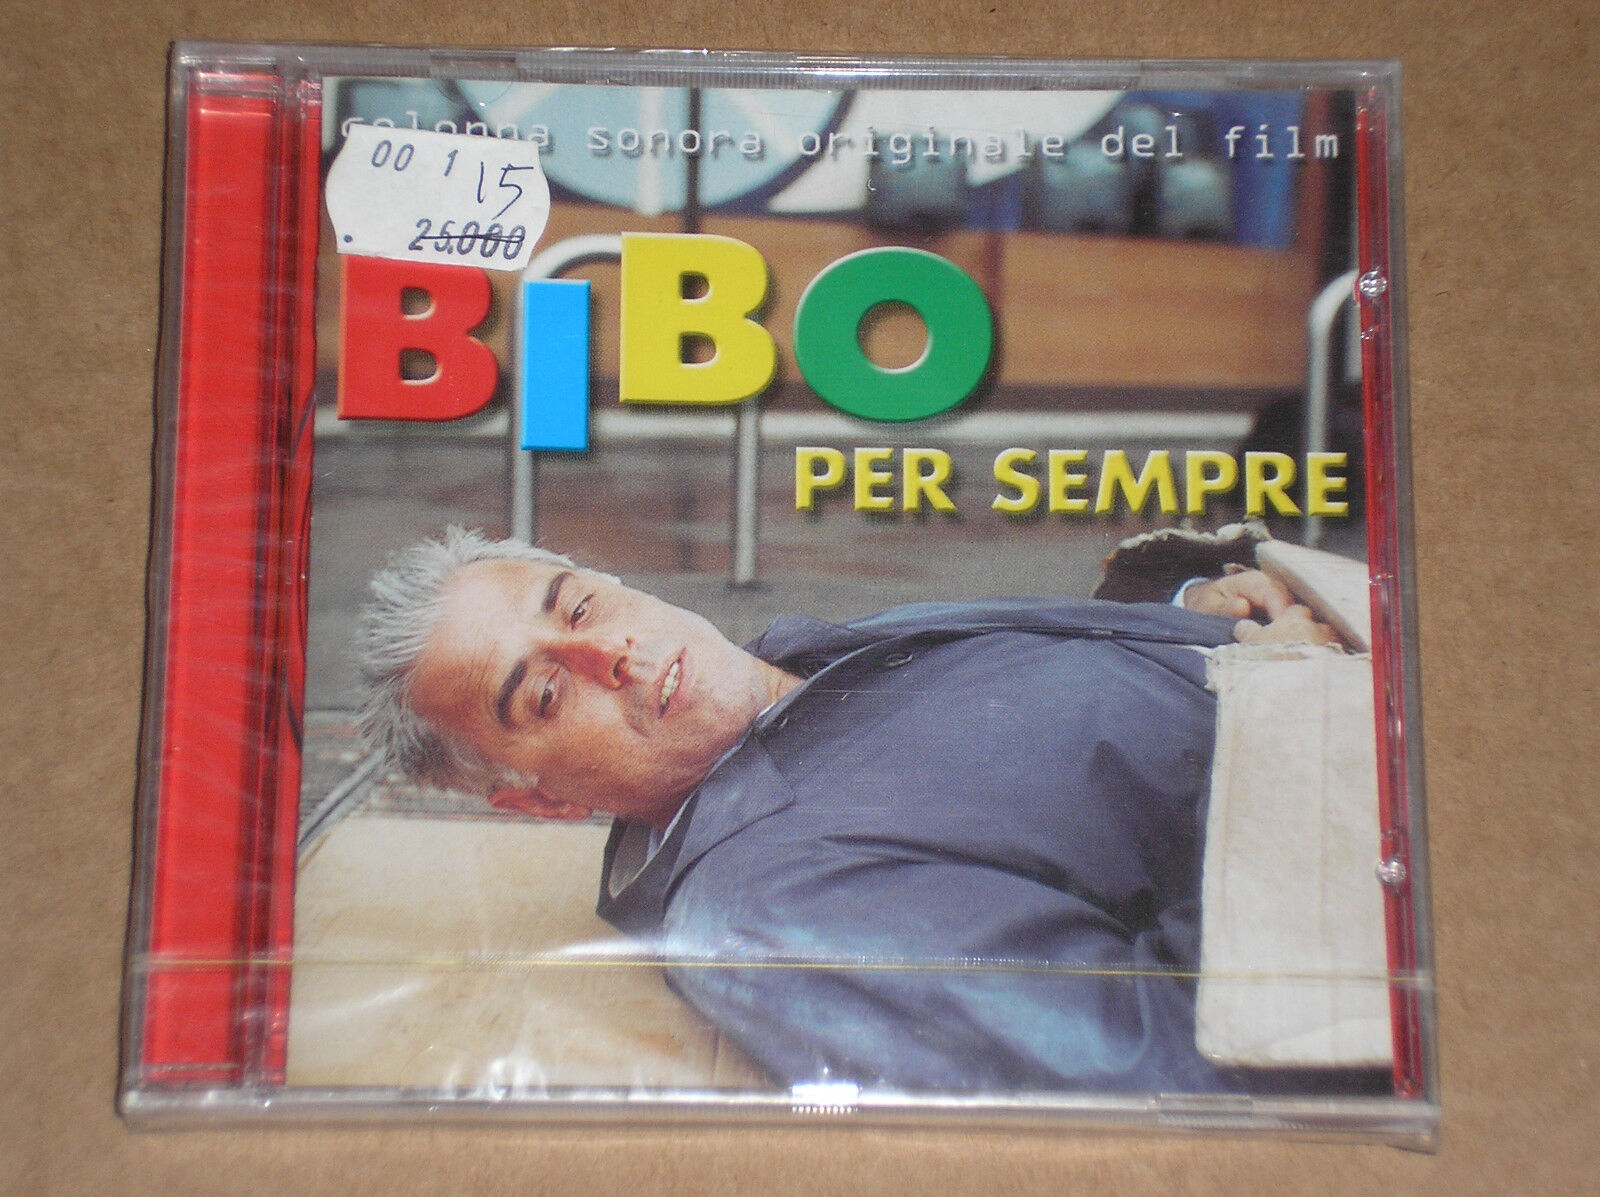 colonna sonora originale del film
00 1 15
25.000
BIBO
PER SEMPRE